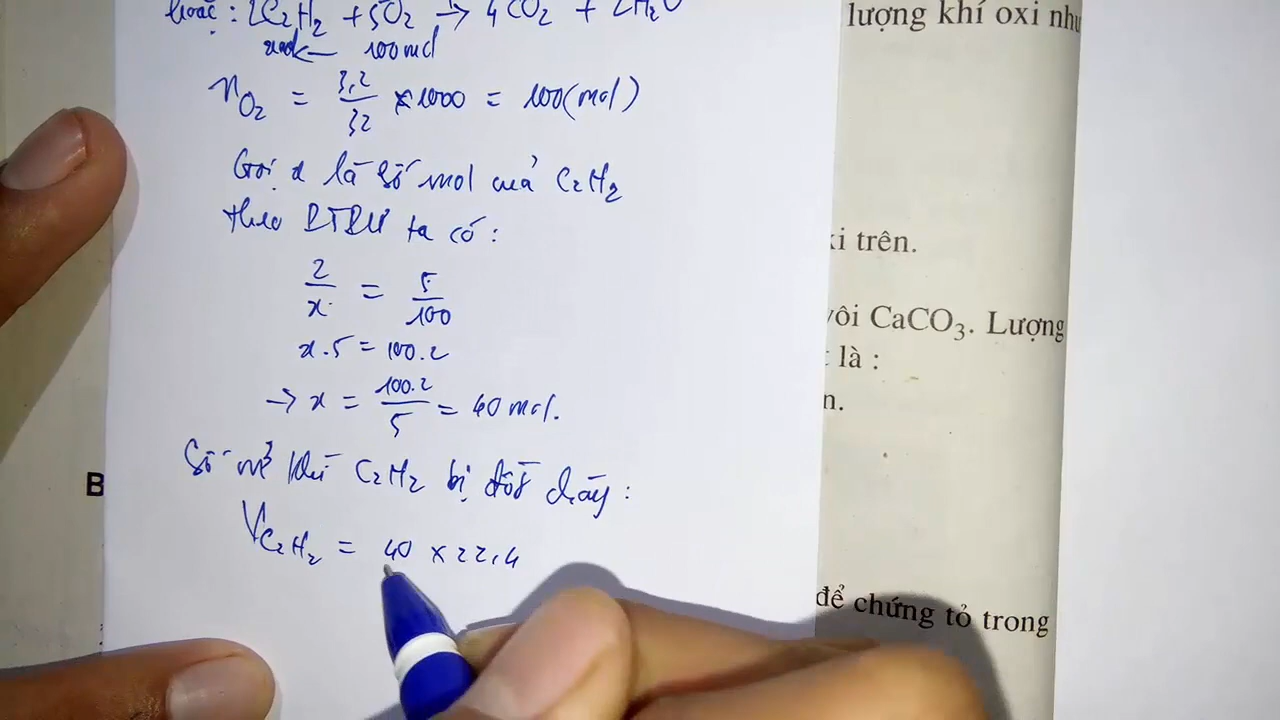 hoặc : 2C₂H₂ + 5O₂ → 4CO₂ + 2H₂O
xmol ← 100mol
nO₂ = 3,2/32 × 1000 = 100(mol)
Gọi x là số mol của C₂H₂
theo PTPƯ ta có :
2/x = 5/100
x.5 = 100.2
→ x = 100.2/5 = 40 mol.
Số m³ khí C₂H₂ bị đốt cháy :
V C₂H₂ = 40 × 22,4
lượng khí oxi như
xi trên.
vôi CaCO₃. Lượng
là :
n.
B
để chứng tỏ trong